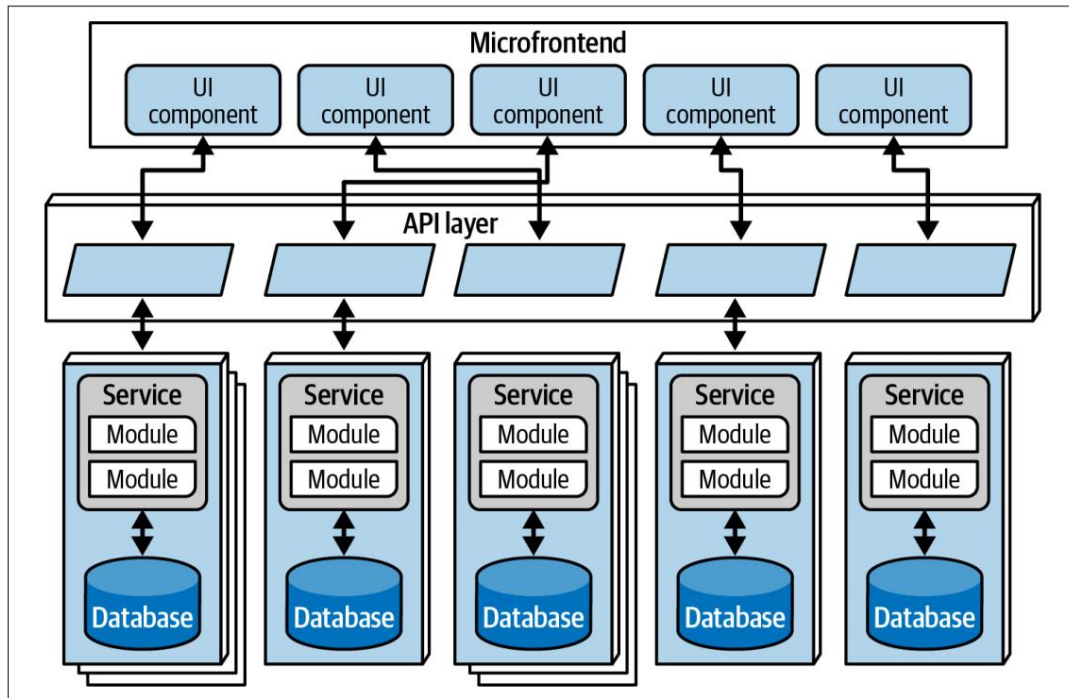 Microfrontend
UI
component
UI
component
UI
component
UI
component
UI
component
API layer
Service
Module
Module
Database
Service
Module
Module
Database
Service
Module
Module
Database
Service
Module
Module
Database
Service
Module
Module
Database